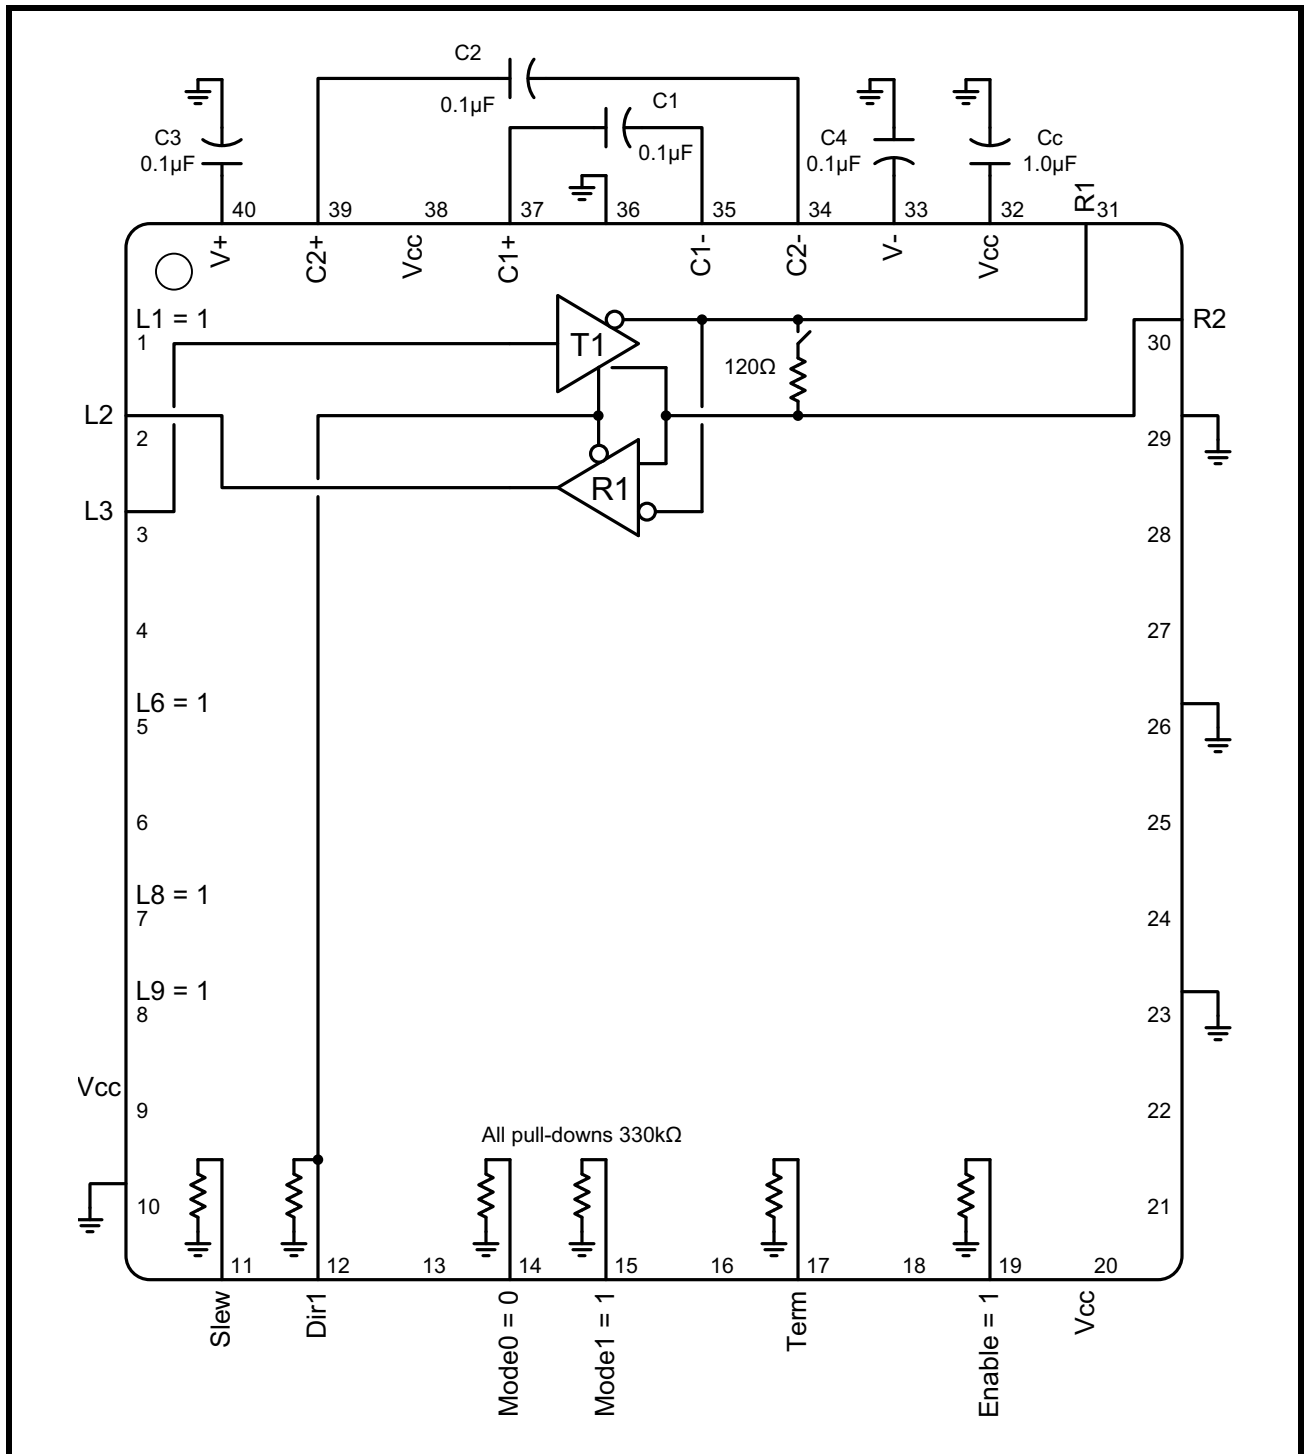 C2
0.1µF
C1
0.1µF
C3
0.1µF
C4
0.1µF
Cc
1.0µF
R1
40
39
38
37
36
35
34
33
32
31
V+
C2+
Vcc
C1+
C1-
C2-
V-
Vcc
L1 = 1
1
T1
120Ω
R2
30
L2
2
29
R1
L3
3
28
4
27
L6 = 1
5
26
6
25
L8 = 1
7
24
L9 = 1
8
23
Vcc
9
22
All pull-downs 330kΩ
10
21
11
12
13
14
15
16
17
18
19
20
Slew
Dir1
Mode0 = 0
Mode1 = 1
Term
Enable = 1
Vcc